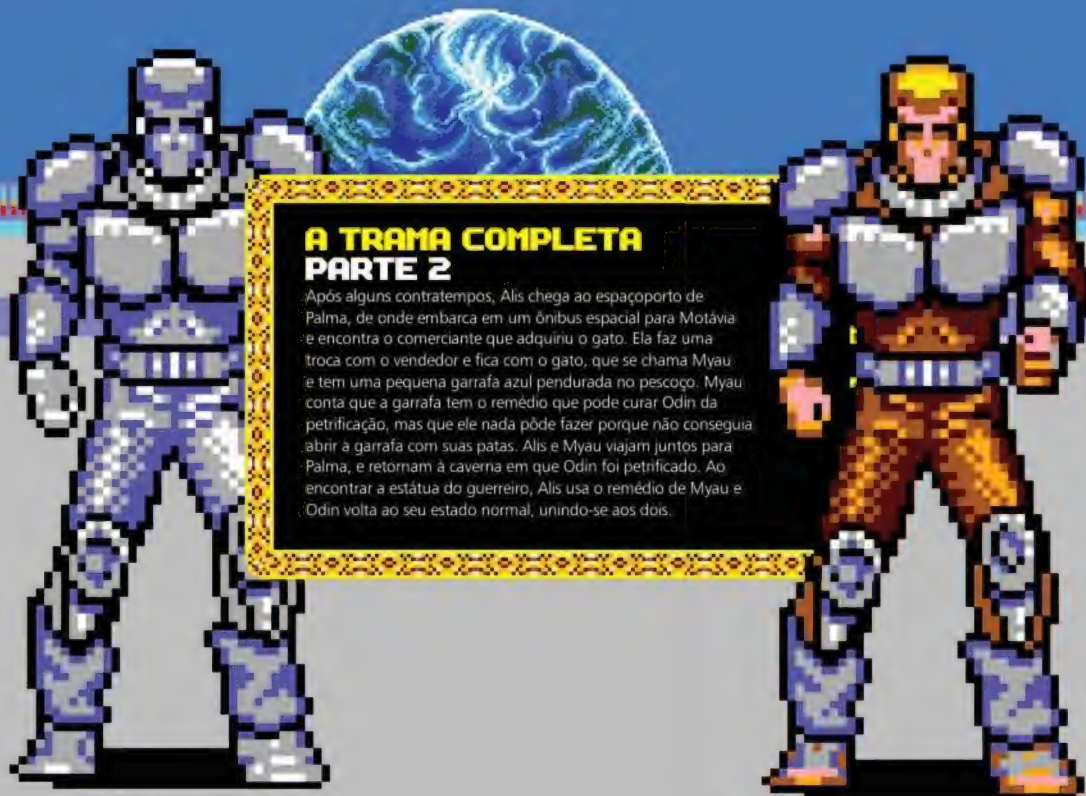 A TRAMA COMPLETA
PARTE 2
Após alguns contratempos, Alis chega ao espaçoporto de
Palma, de onde embarca em um ônibus espacial para Motávia
e encontra o comerciante que adquiriu o gato. Ela faz uma
troca com o vendedor e fica com o gato, que se chama Myau
e tem uma pequena garrafa azul pendurada no pescoço. Myau
conta que a garrafa tem o remédio que pode curar Odin da
petrificação, mas que ele nada pôde fazer porque não conseguia
abrir a garrafa com suas patas. Alis e Myau viajam juntos para
Palma, e retornam à caverna em que Odin foi petrificado. Ao
encontrar a estátua do guerreiro, Alis usa o remédio de Myau e
Odin volta ao seu estado normal, unindo-se aos dois.